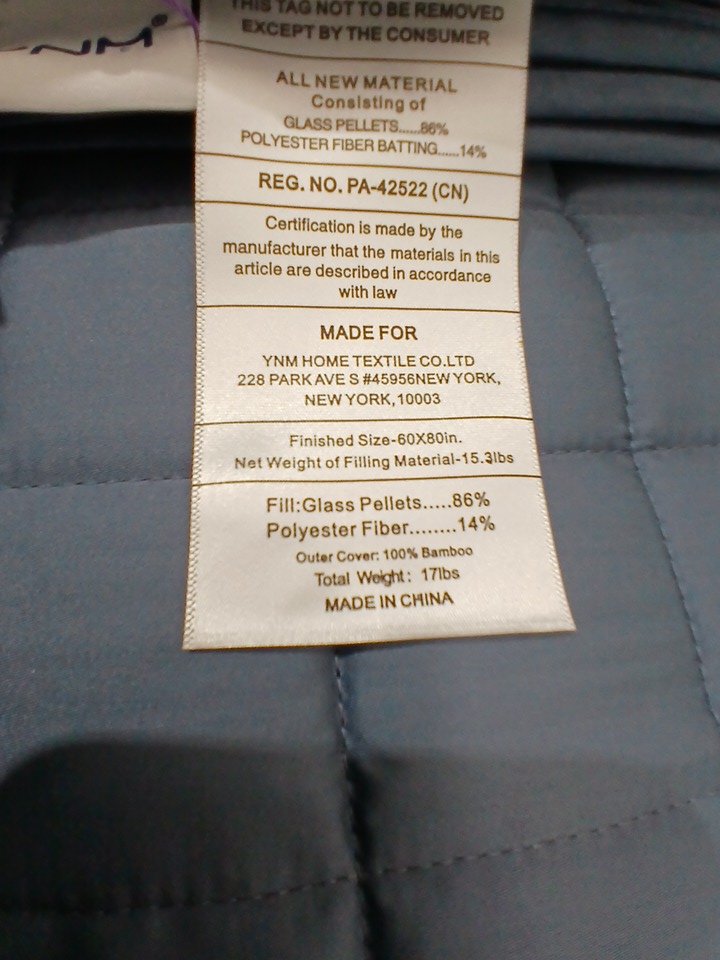 YNM®
THIS TAG NOT TO BE REMOVED
EXCEPT BY THE CONSUMER
ALL NEW MATERIAL
Consisting of
GLASS PELLETS......86%
POLYESTER FIBER BATTING......14%
REG. NO. PA-42522 (CN)
Certification is made by the
manufacturer that the materials in this
article are described in accordance
with law
MADE FOR
YNM HOME TEXTILE CO.LTD
228 PARK AVE S #45956NEW YORK,
NEW YORK,10003
Finished Size-60X80in.
Net Weight of Filling Material-15.3lbs
Fill:Glass Pellets.....86%
Polyester Fiber........14%
Outer Cover: 100% Bamboo
Total Weight: 17lbs
MADE IN CHINA